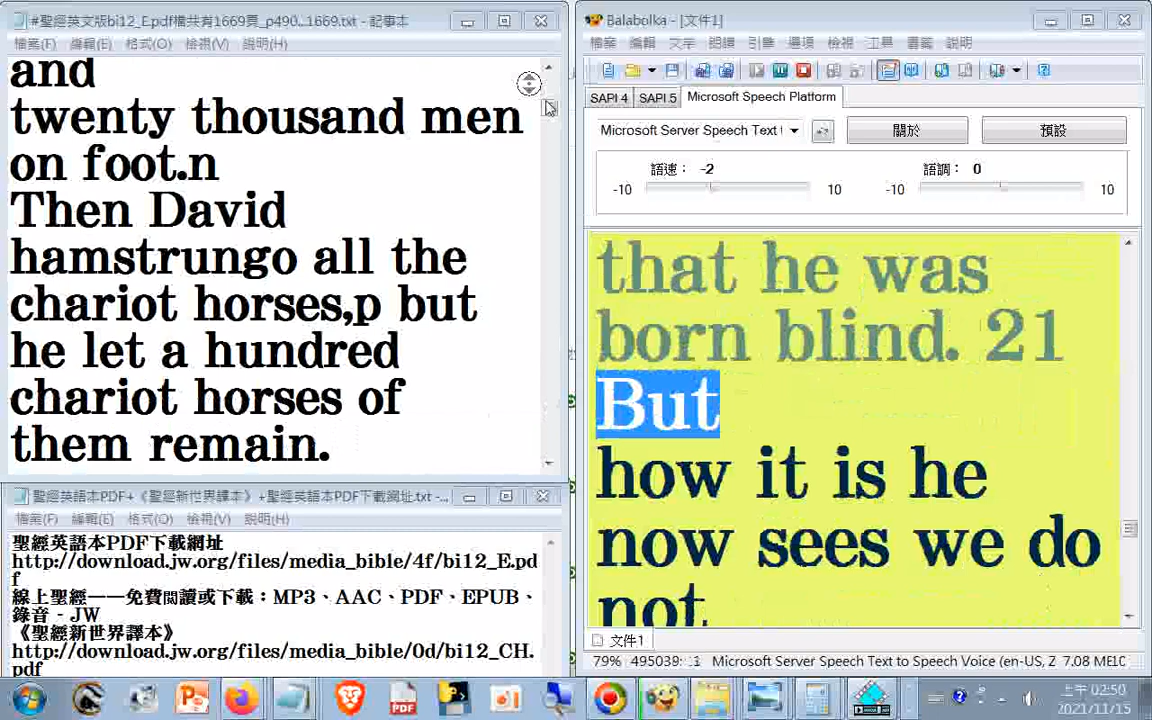 #聖經英文版bi12_E.pdf檔共有1669頁_p490...1669.txt - 記事本
檔案(F) 編輯(E) 格式(O) 檢視(V) 說明(H)
and
twenty thousand men
on foot.n
Then David
hamstrungo all the
chariot horses,p but
he let a hundred
chariot horses of
them remain.
聖經英語本PDF+《聖經新世界譯本》+聖經英語本PDF下載網址.txt -...
檔案(F) 編輯(E) 格式(O) 檢視(V) 說明(H)
聖經英語本PDF下載網址
http://download.jw.org/files/media_bible/4f/bi12_E.pd
f
線上聖經——免費閱讀或下載：MP3、AAC、PDF、EPUB、
錄音 - JW
《聖經新世界譯本》
http://download.jw.org/files/media_bible/0d/bi12_CH.
pdf
Balabolka - [文件1]
檔案 編輯 文字 朗讀 引擎 選項 檢視 工具 書籤 說明
SAPI 4 SAPI 5 Microsoft Speech Platform
Microsoft Server Speech Text 關於 預設
語速： -2 語調： 0
-10 10 -10 10
that he was
born blind. 21
But
how it is he
now sees we do
not
文件1
79% 495039: :1 Microsoft Server Speech Text to Speech Voice (en-US, Z 7.08 ME10
PDF
上午 02:50
2021/11/15